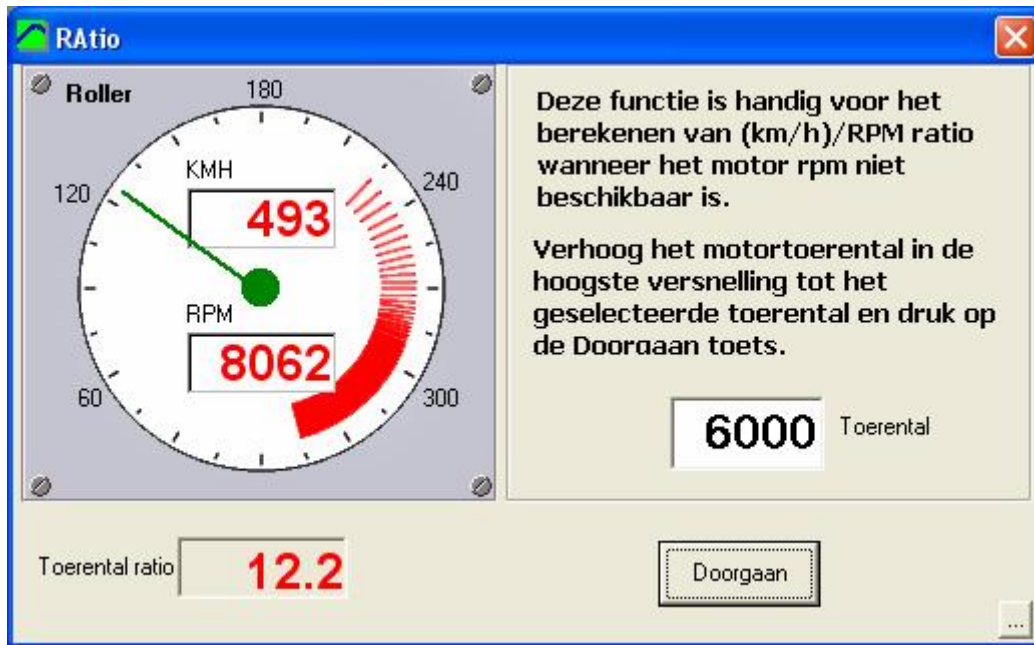 RAtio
Roller
180
120
240
60
300
KMH
493
RPM
8062
Deze functie is handig voor het
berekenen van (km/h)/RPM ratio
wanneer het motor rpm niet
beschikbaar is.
Verhoog het motortoerental in de
hoogste versnelling tot het
geselecteerde toerental en druk op
de Doorgaan toets.
6000 Toerental
Toerental ratio 12.2
Doorgaan
...